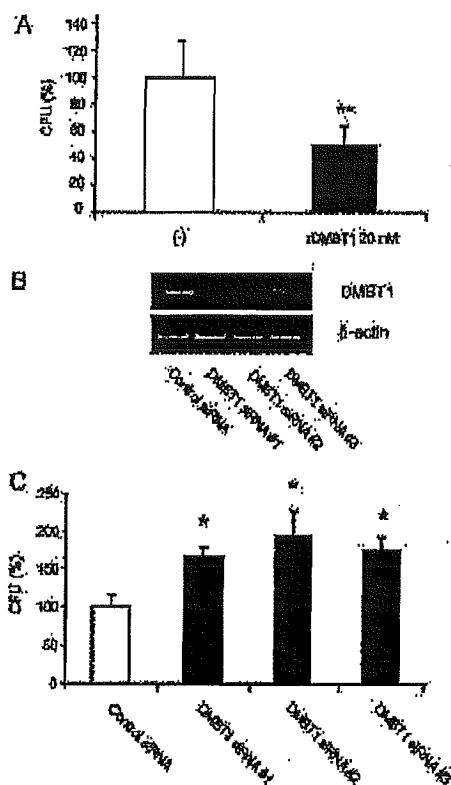 A
CFU (%)
140
120
100
80
60
40
20
0
**
(-)
rDMBT1 20 nM
B
DMBT1
β-actin
Control siRNA
DMBT1 siRNA #1
DMBT1 siRNA #2
DMBT1 siRNA #3
C
CFU (%)
250
200
150
100
50
0
*
*
*
Control siRNA
DMBT1 siRNA #1
DMBT1 siRNA #2
DMBT1 siRNA #3